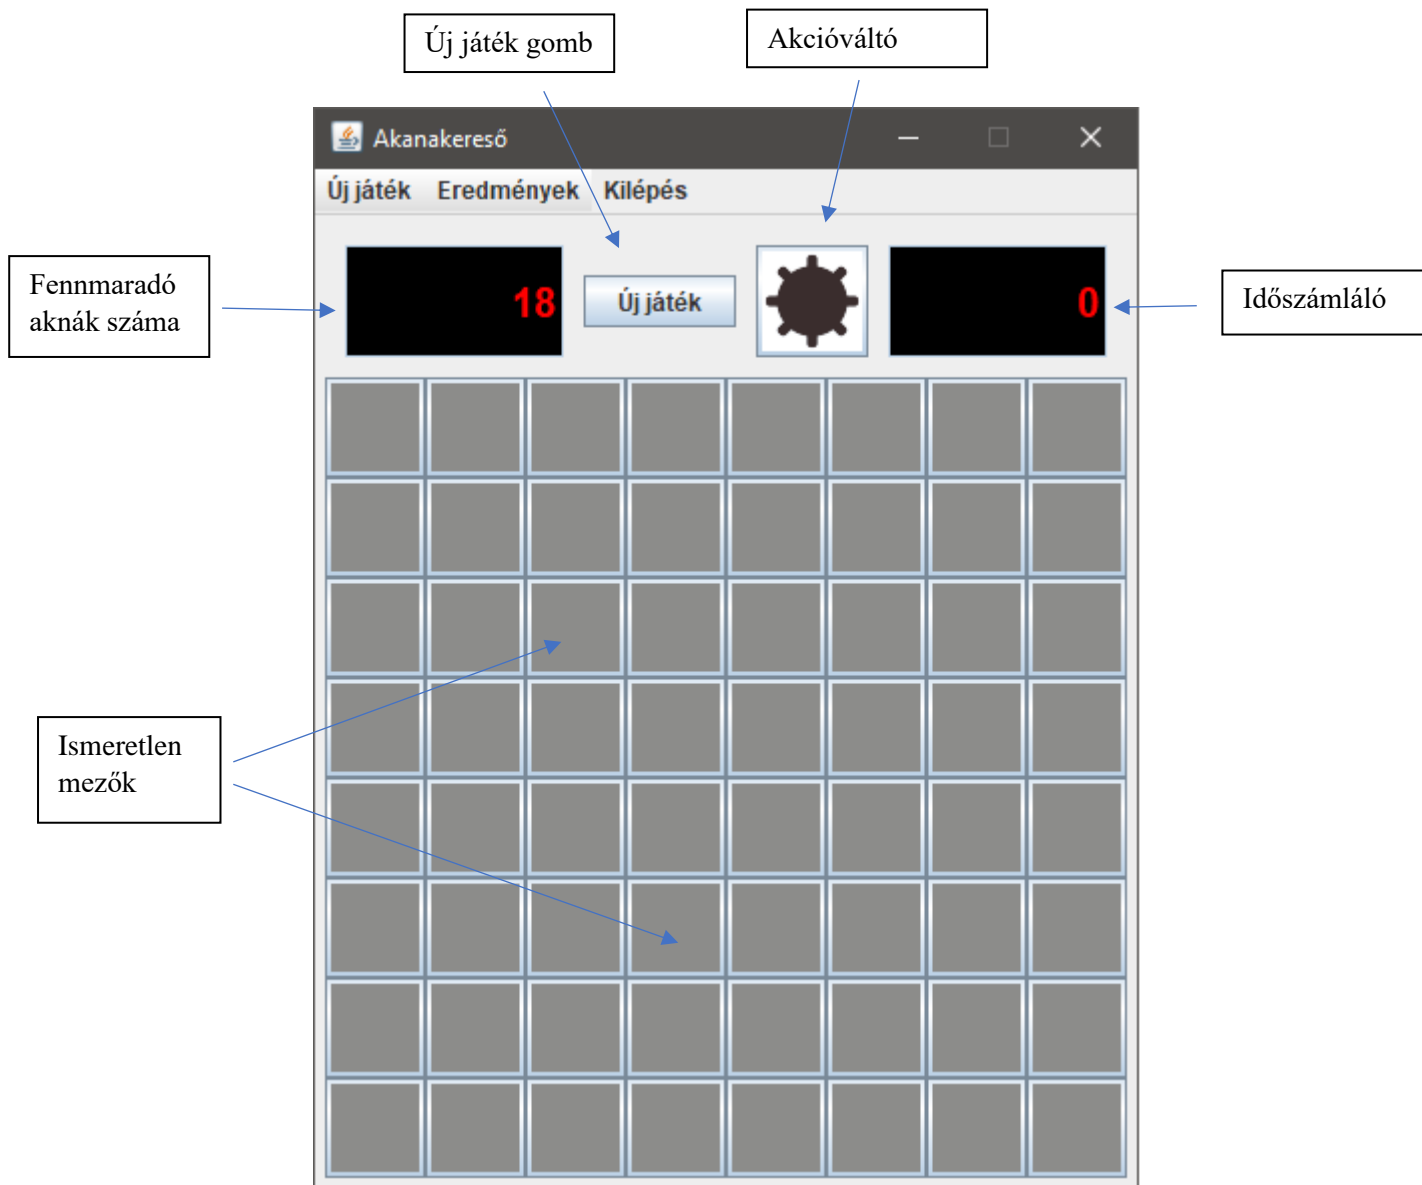 Új játék gomb
Akcióváltó
Akanakereső
Új játék Eredmények Kilépés
Fennmaradó
aknák száma
18
Új játék
0
Időszámláló
Ismeretlen
mezők